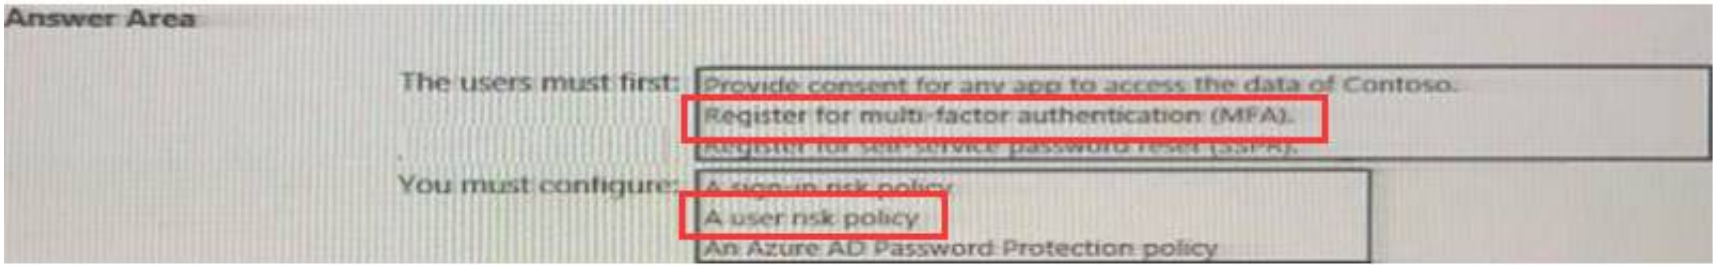 Answer Area
The users must first: Provide consent for any app to access the data of Contoso.
Register for multi-factor authentication (MFA).
Register for self-service password reset (SSPR).
You must configure: A sign-in risk policy
A user risk policy
An Azure AD Password Protection policy